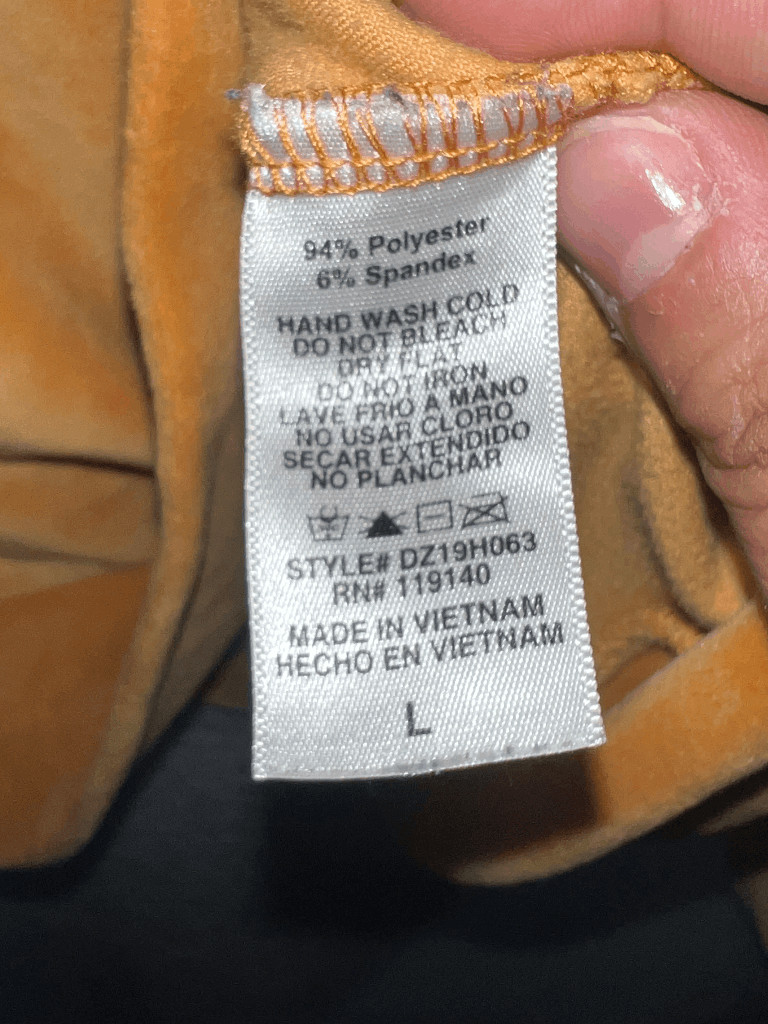 94% Polyester
6% Spandex
HAND WASH COLD
DO NOT BLEACH
DRY FLAT
DO NOT IRON
LAVE FRIO A MANO
NO USAR CLORO
SECAR EXTENDIDO
NO PLANCHAR
STYLE# DZ19H063
RN# 119140
MADE IN VIETNAM
HECHO EN VIETNAM
L